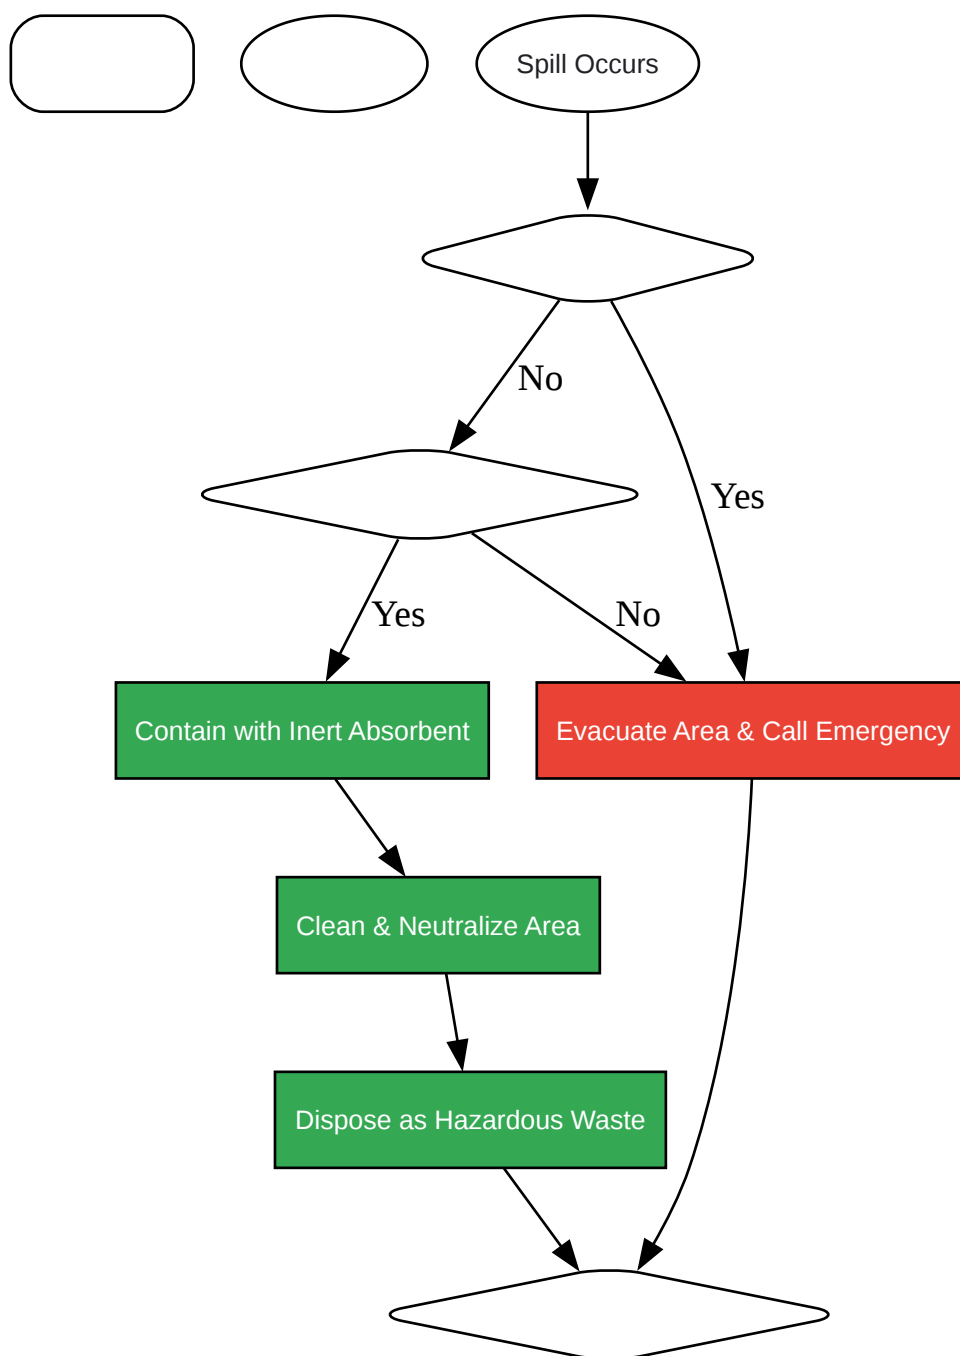 Spill Occurs
No
Yes
Yes
No
Contain with Inert Absorbent
Evacuate Area & Call Emergency
Clean & Neutralize Area
Dispose as Hazardous Waste